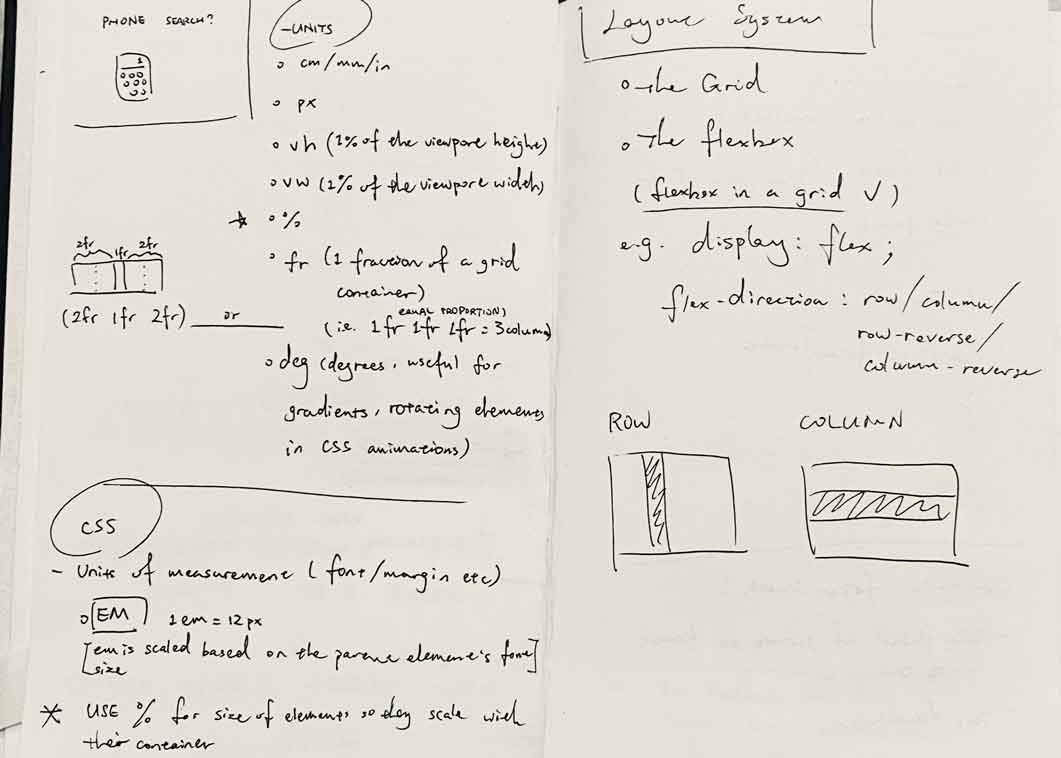 PHONE SEARCH?
1
- UNITS
o cm/mm/in
o px
o vh (1% of the viewport height)
o vw (1% of the viewport width)
* o %
o fr (1 fraction of a grid
container)
EQUAL PROPORTION)
(i.e. 1fr 1fr 1fr = 3column)
2fr 1fr 2fr
(2fr 1fr 2fr) or
o deg (degrees, useful for
gradients, rotating elements
in CSS animations)
CSS
- Units of measurement (font/margin etc)
o EM 1em = 12px
[em is scaled based on the parent element's font]
size
* USE % for size of elements so they scale with
their container
Layout System
o the Grid
o The flexbox
(flexbox in a grid ✓)
e.g. display: flex;
flex-direction: row/column/
row-reverse/
column-reverse
ROW
COLUMN